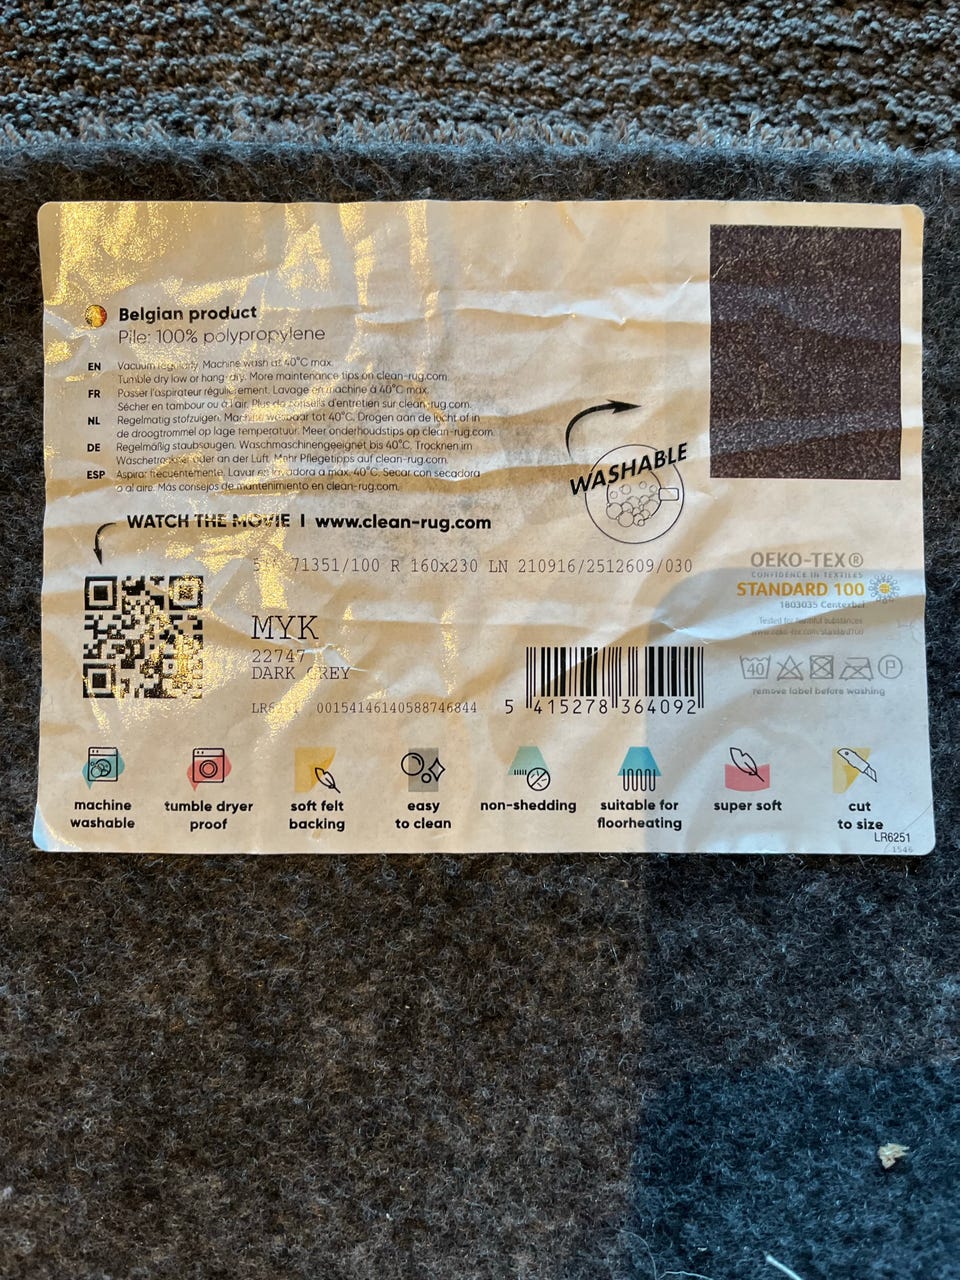 Belgian product
Pile: 100% polypropylene
EN Vacuum regularly. Machine wash at 40°C max.
Tumble dry low or hang dry. More maintenance tips on clean-rug.com.
FR Passer l'aspirateur régulièrement. Lavage en machine à 40°C max.
Sécher en tambour ou à l'air. Plus de conseils d'entretien sur clean-rug.com.
NL Regelmatig stofzuigen. Machine wasbaar tot 40°C. Drogen aan de lucht of in
de droogtrommel op lage temperatuur. Meer onderhoudstips op clean-rug.com.
DE Regelmäßig staubsaugen. Waschmaschinengeeignet bis 40°C. Trocknen im
Wäschetrockner oder an der Luft. Mehr Pflegetipps auf clean-rug.com.
ESP Aspirar frecuentemente. Lavar en lavadora a max. 40°C. Secar con secadora
o al aire. Más consejos de mantenimiento en clean-rug.com.
WASHABLE
WATCH THE MOVIE I www.clean-rug.com
71351/100 R 160x230 LN 210916/2512609/030
OEKO-TEX®
CONFIDENCE IN TEXTILES
STANDARD 100
1803035 Centexbel
Tested for harmful substances
www.oeko-tex.com/standard100
MYK
22747
DARK GREY
LR6251 00154146140588746844
5 415278 364092
40 P
remove label before washing
machine washable
tumble dryer proof
soft felt backing
easy to clean
non-shedding
suitable for floorheating
super soft
cut to size
LR6251
1546